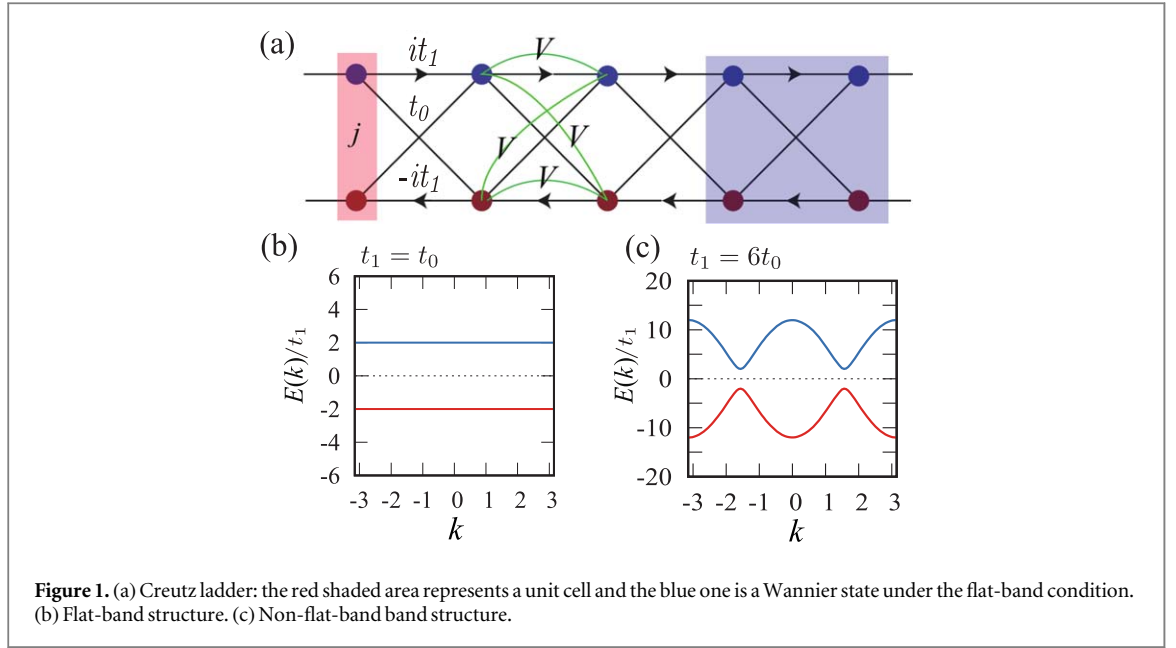 (a)
it₁
V
t₀
j
V
V
-it₁
V
(b)
t₁ = t₀
6
4
2
0
-2
-4
-6
E(k)/t₁
-3 -2 -1 0 1 2 3
k
(c)
t₁ = 6t₀
20
10
0
-10
-20
E(k)/t₁
-3 -2 -1 0 1 2 3
k
Figure 1. (a) Creutz ladder: the red shaded area represents a unit cell and the blue one is a Wannier state under the flat-band condition.
(b) Flat-band structure. (c) Non-flat-band band structure.